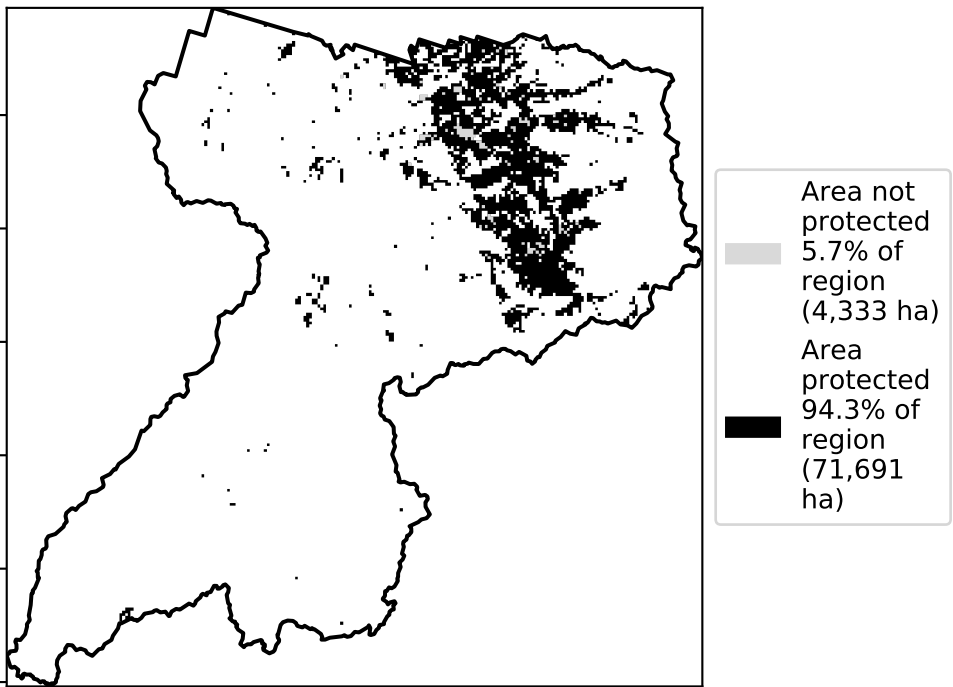 Area not
protected
5.7% of
region
(4,333 ha)
Area
protected
94.3% of
region
(71,691
ha)